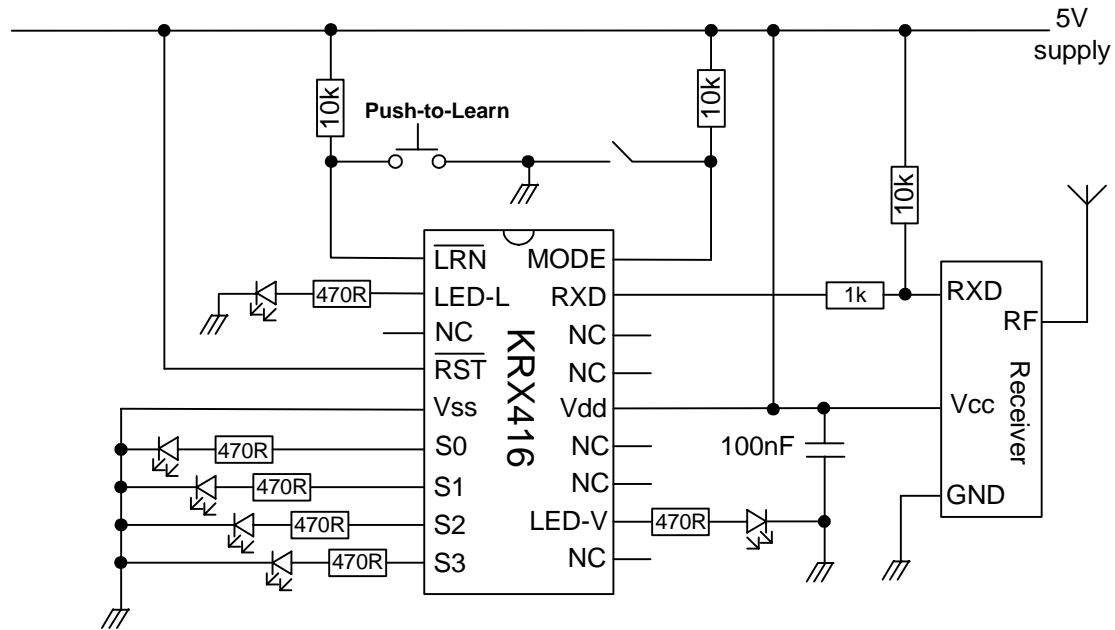 5V
supply
10k
Push-to-Learn
10k
10k
LRN
MODE
LED-L
470R
RXD
1k
RXD
RF
NC
NC
RST
NC
Vss
Vdd
Vcc
KRX416
Receiver
S0
470R
NC
100nF
S1
470R
NC
GND
S2
470R
LED-V
470R
S3
470R
NC